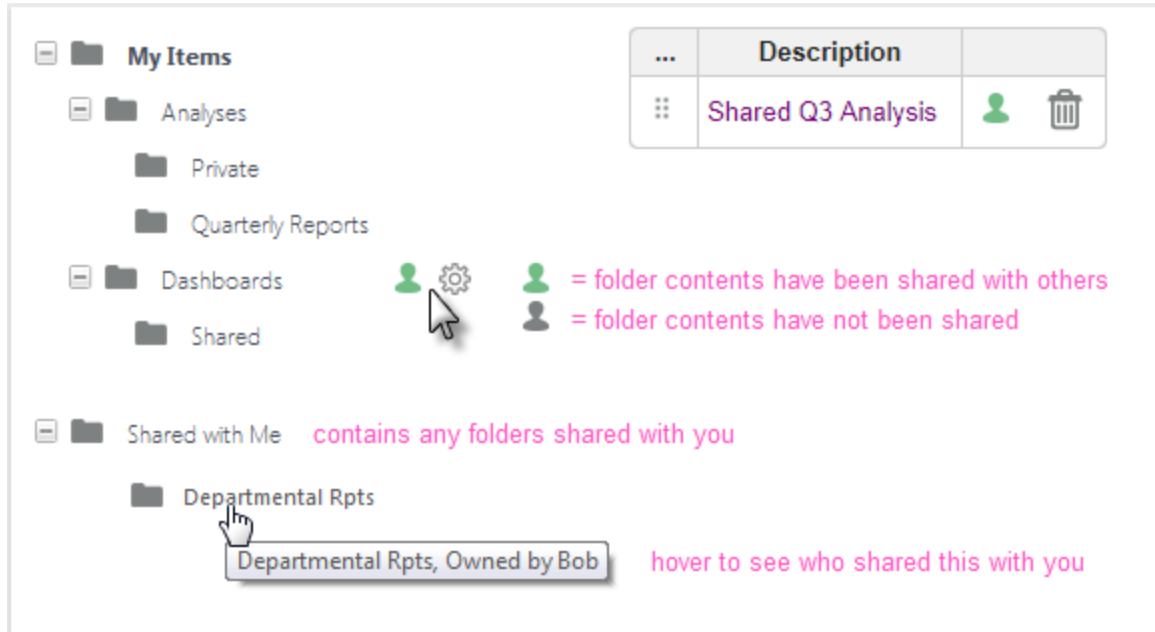 My Items
... Description
Analyses
Shared Q3 Analysis
Private
Quarterly Reports
Dashboards
= folder contents have been shared with others
= folder contents have not been shared
Shared
Shared with Me contains any folders shared with you
Departmental Rpts
Departmental Rpts, Owned by Bob hover to see who shared this with you